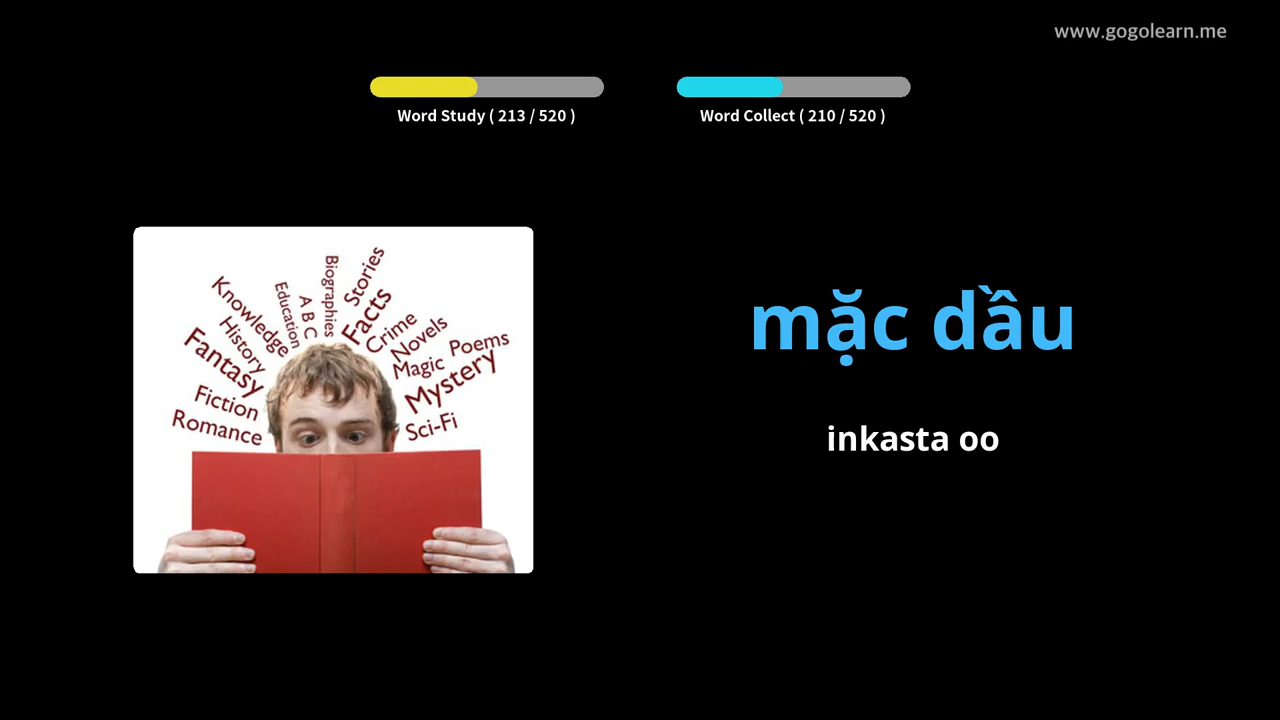 www.gogolearn.me
Word Study ( 213 / 520 )
Word Collect ( 210 / 520 )
Biographies
Stories
Knowledge
Education
A B C
Facts
History
Crime
Novels
Fantasy
Magic
Poems
Mystery
Fiction
Romance
Sci-Fi
mặc dầu
inkasta oo